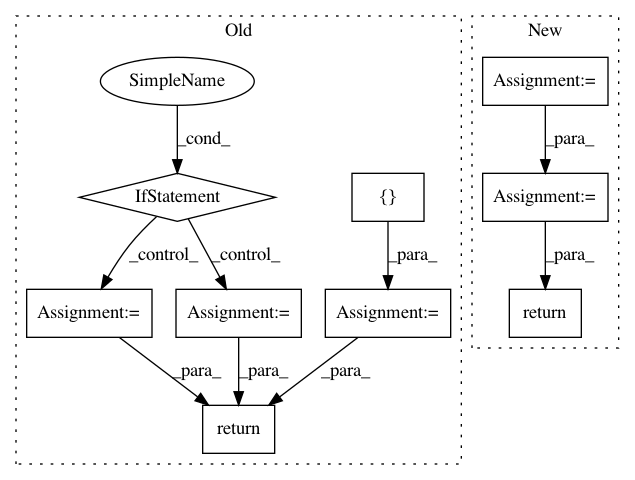 Old
New
SimpleName
Assignment:=
_cond_
_para_
IfStatement
{}
Assignment:=
_control_
_control_
_para_
_para_
Assignment:=
Assignment:=
Assignment:=
return
_para_
_para_
_para_
return